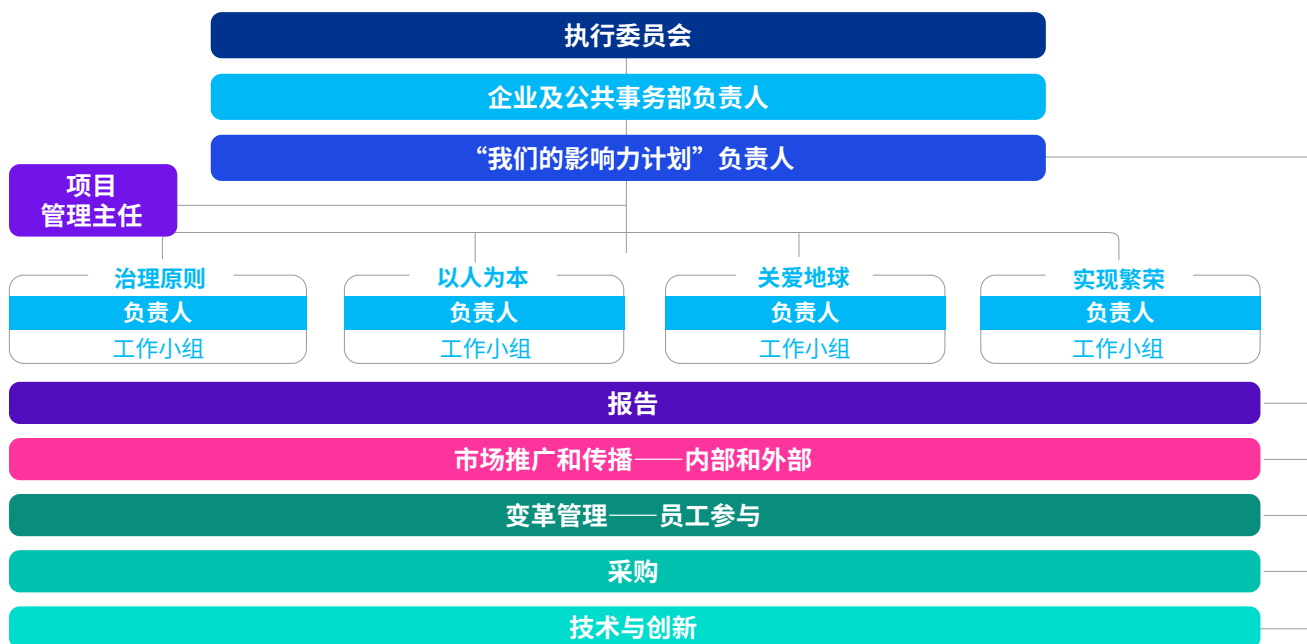 执行委员会
企业及公共事务部负责人
“我们的影响力计划”负责人
项目
管理主任
治理原则
负责人
工作小组
以人为本
负责人
工作小组
关爱地球
负责人
工作小组
实现繁荣
负责人
工作小组
报告
市场推广和传播——内部和外部
变革管理——员工参与
采购
技术与创新